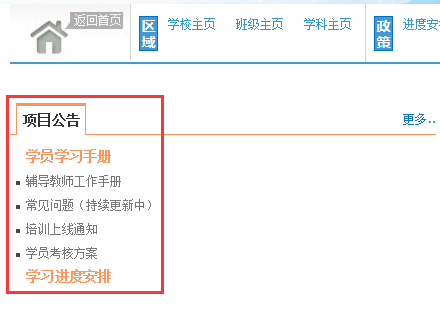 返回首页
区域 学校主页 班级主页 学科主页 政策 进度安
项目公告 更多..
学员学习手册
辅导教师工作手册
常见问题（持续更新中）
培训上线通知
学员考核方案
学习进度安排